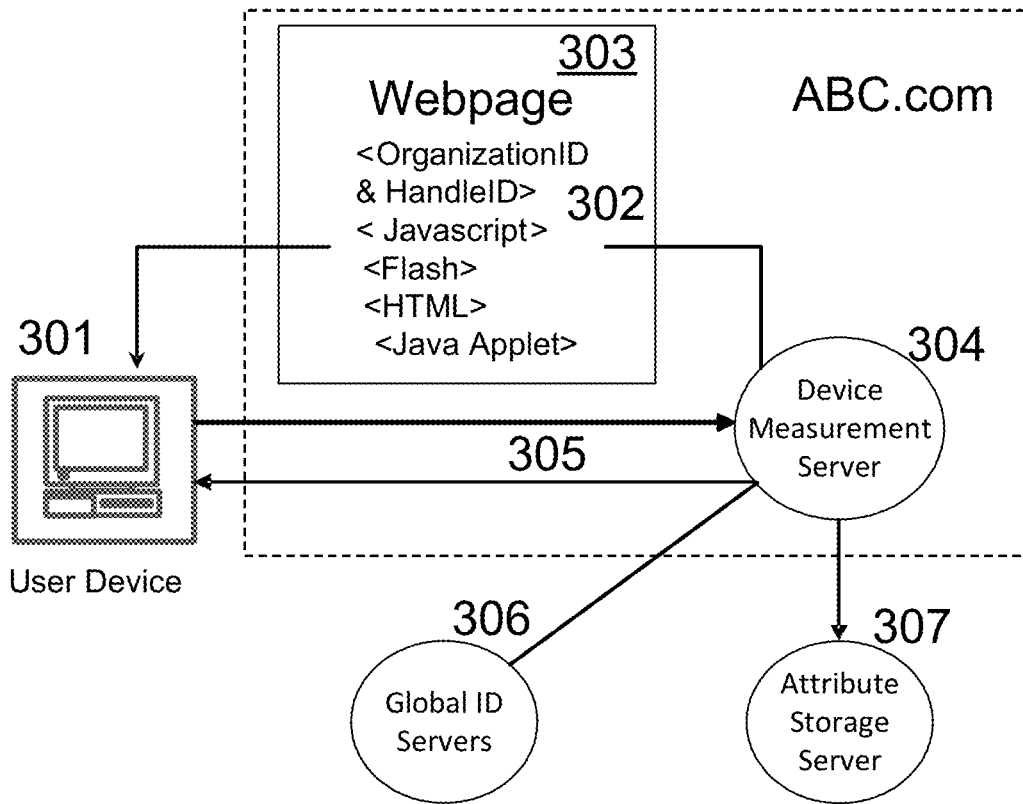 303
ABC.com
Webpage
<OrganizationID
& HandleID>
302
< Javascript>
<Flash>
<HTML>
<Java Applet>
301
304
Device
Measurement
Server
305
User Device
306
307
Global ID
Servers
Attribute
Storage
Server